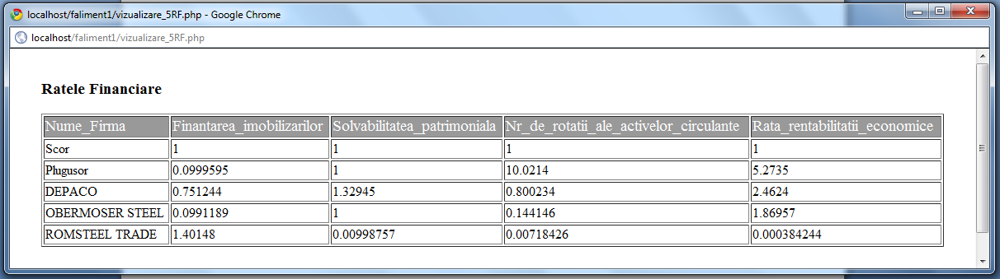 localhost/faliment1/vizualizare_5RF.php - Google Chrome
localhost/faliment1/vizualizare_5RF.php
Ratele Financiare
Nume_Firma Finantarea_imobilizarilor Solvabilitatea_patrimoniala Nr_de_rotatii_ale_activelor_circulante Rata_rentabilitatii_economice
Scor 1 1 1 1
Plugusor 0.0999595 1 10.0214 5.2735
DEPACO 0.751244 1.32945 0.800234 2.4624
OBERMOSER STEEL 0.0991189 1 0.144146 1.86957
ROMSTEEL TRADE 1.40148 0.00998757 0.00718426 0.000384244